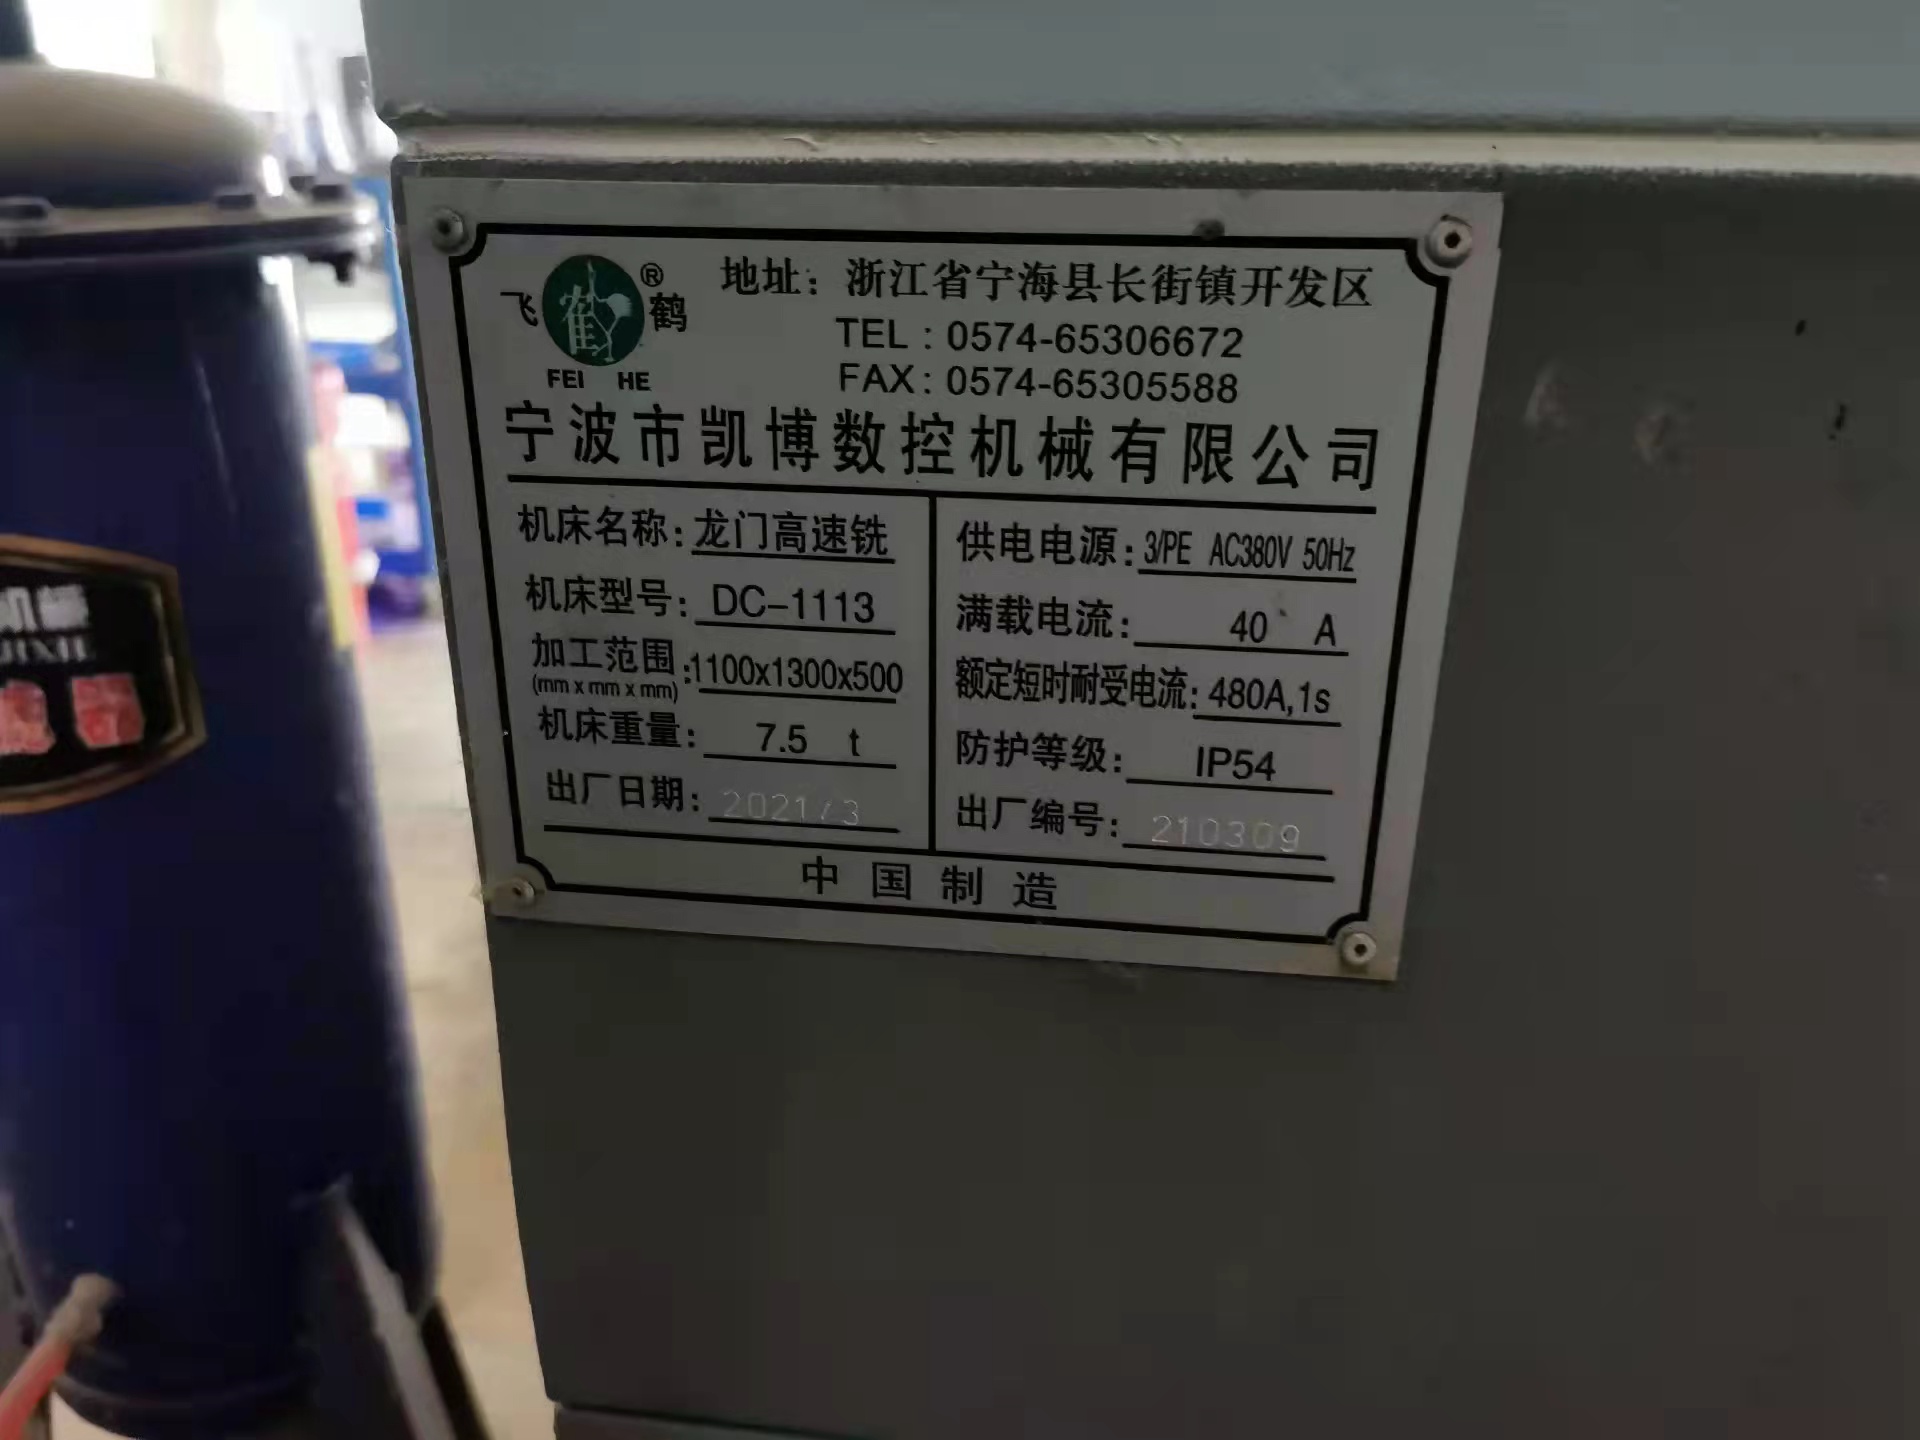 飞 鹤 ® 鹤
FEI HE
地址：浙江省宁海县长街镇开发区
TEL : 0574-65306672
FAX : 0574-65305588
宁波市凯博数控机械有限公司
机床名称: 龙门高速铣
机床型号: DC-1113
加工范围: 1100x1300x500
(mm x mm x mm)
机床重量: 7.5 t
出厂日期: 2021/3
供电电源: 3/PE AC380V 50Hz
满载电流: 40 A
额定短时耐受电流: 480A,1s
防护等级: IP54
出厂编号: 210309
中国制造